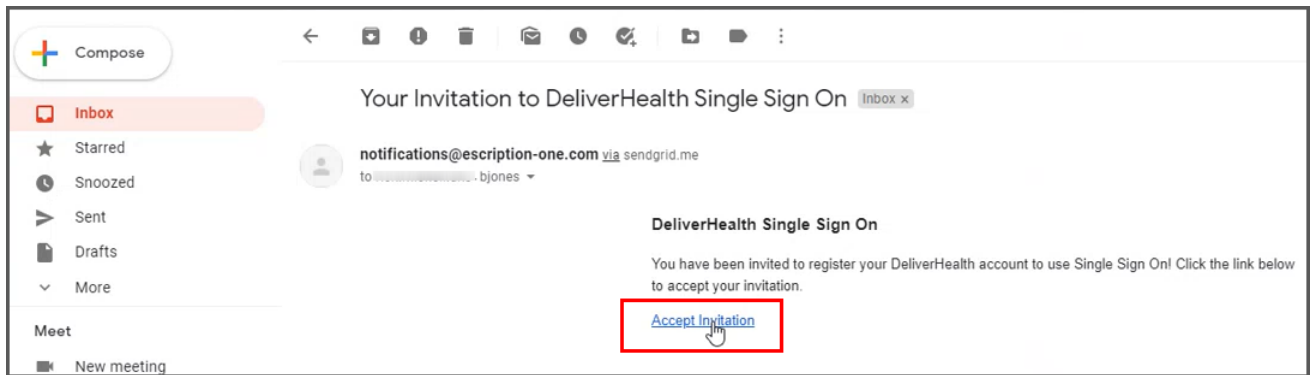 Compose
Inbox
Starred
Snoozed
Sent
Drafts
More
Meet
New meeting
Your Invitation to DeliverHealth Single Sign On Inbox x
notifications@escription-one.com via sendgrid.me
to bjones
DeliverHealth Single Sign On
You have been invited to register your DeliverHealth account to use Single Sign On! Click the link below
to accept your invitation.
Accept Invitation